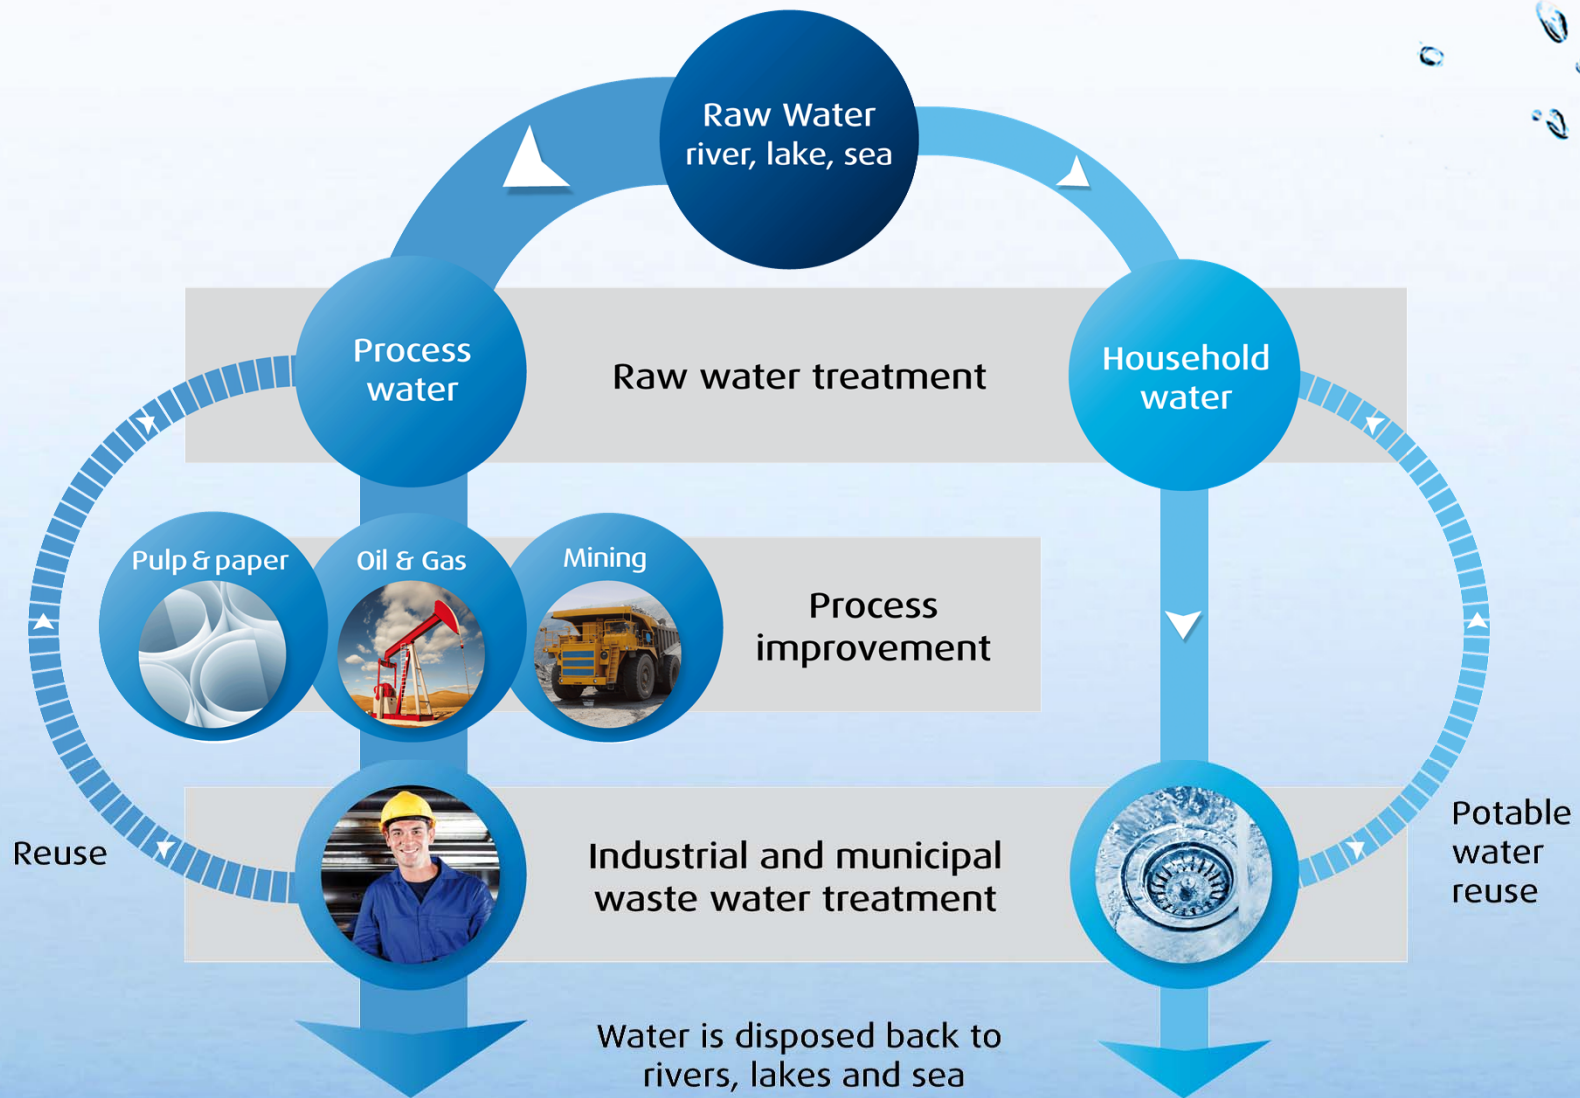 Raw Water
river, lake, sea
Process
water
Raw water treatment
Household
water
Pulp & paper
Oil & Gas
Mining
Process
improvement
Reuse
Industrial and municipal
waste water treatment
Potable
water
reuse
Water is disposed back to
rivers, lakes and sea